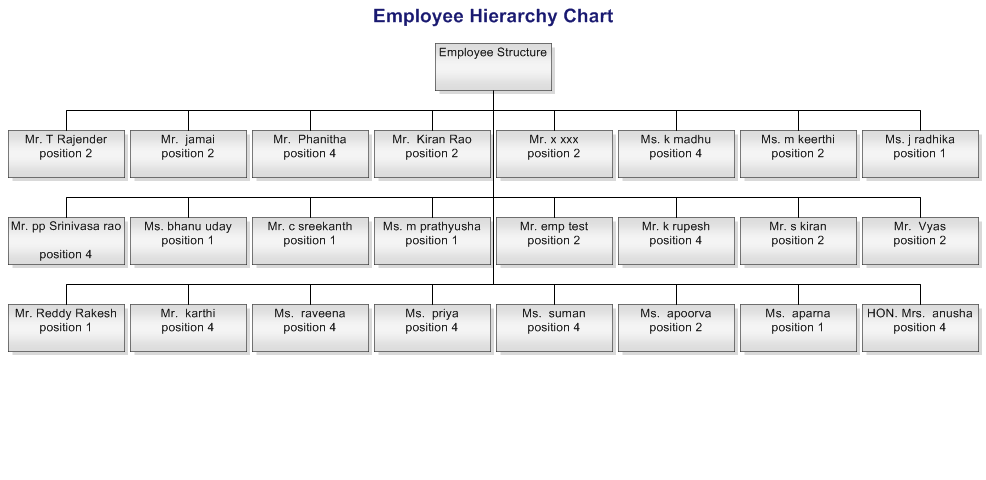 Employee Hierarchy Chart
Employee Structure
Mr. T Rajender
position 2
Mr. jamai
position 2
Mr. Phanitha
position 4
Mr. Kiran Rao
position 2
Mr. x xxx
position 2
Ms. k madhu
position 4
Ms. m keerthi
position 2
Ms. j radhika
position 1
Mr. pp Srinivasa rao
position 4
Ms. bhanu uday
position 1
Mr. c sreekanth
position 1
Ms. m prathyusha
position 1
Mr. emp test
position 2
Mr. k rupesh
position 4
Mr. s kiran
position 2
Mr. Vyas
position 2
Mr. Reddy Rakesh
position 1
Mr. karthi
position 4
Ms. raveena
position 4
Ms. priya
position 4
Ms. suman
position 4
Ms. apoorva
position 2
Ms. aparna
position 1
HON. Mrs. anusha
position 4